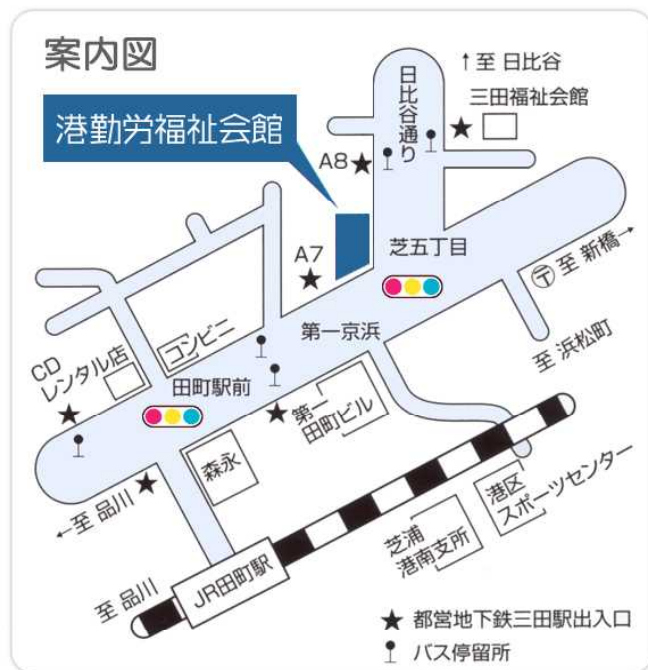 案内図
港勤労福祉会館
↑至 日比谷
三田福祉会館
日比谷通り
A8
A7
芝五丁目
〒
至 新橋→
至 浜松町
第一京浜
コンビニ
CD
レンタル店
田町駅前
第一
田町ビル
森永
←至 品川
港区
スポーツセンター
芝浦
港南支所
JR田町駅
至 品川
★ 都営地下鉄三田駅出入口
バス停留所